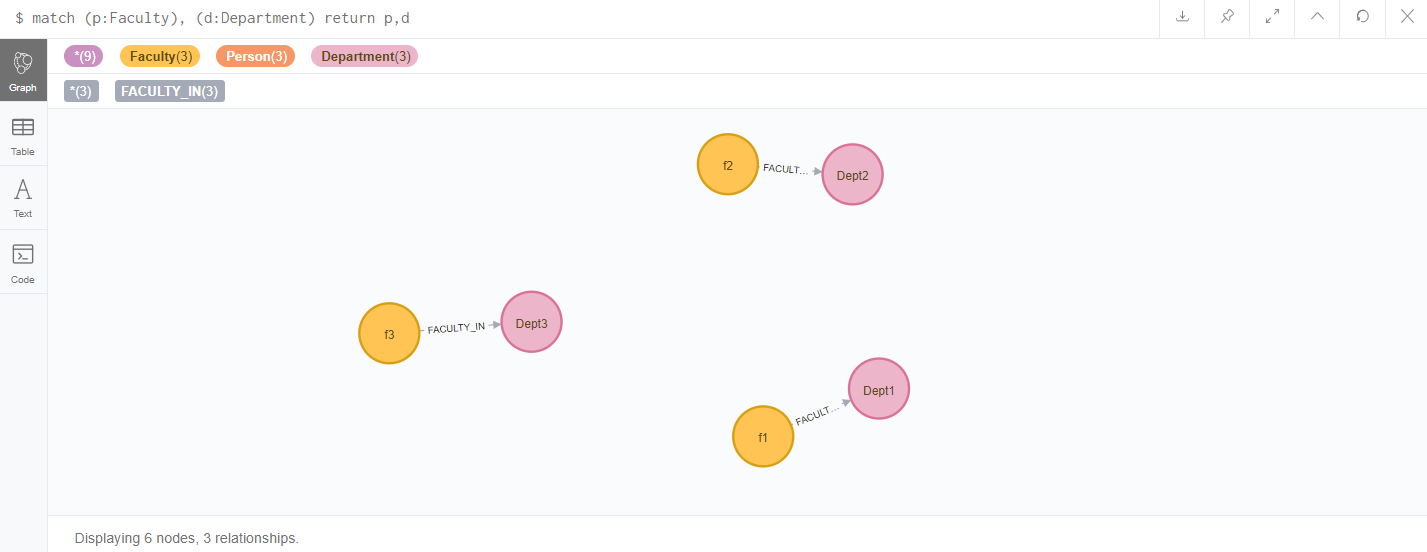 $ match (p:Faculty), (d:Department) return p,d
*(9) Faculty(3) Person(3) Department(3)
Graph
*(3) FACULTY_IN(3)
Table
Text
Code
f2 FACULT... Dept2
f3 FACULTY_IN Dept3
f1 FACULT... Dept1
Displaying 6 nodes, 3 relationships.